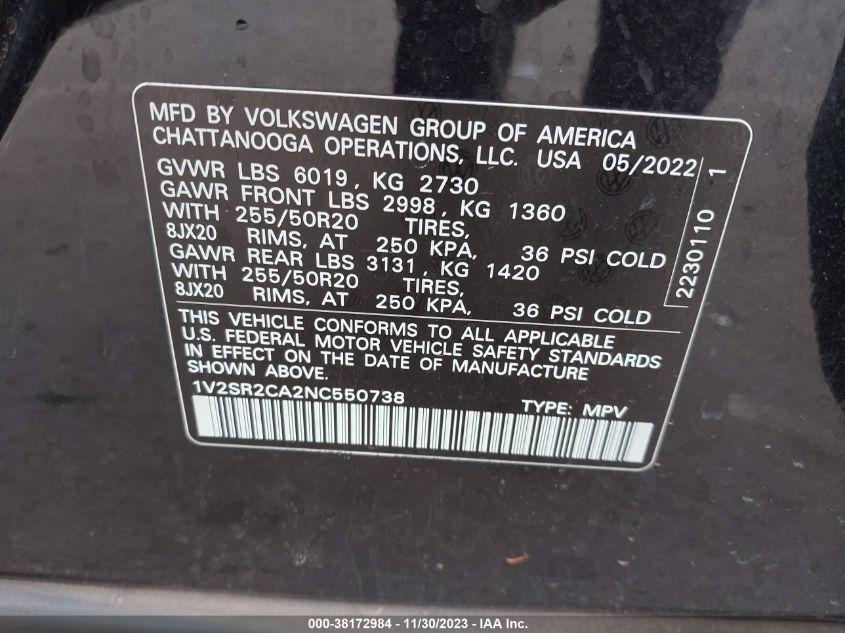 MFD BY VOLKSWAGEN GROUP OF AMERICA
CHATTANOOGA OPERATIONS, LLC. USA 05/2022
GVWR LBS 6019, KG 2730
GAWR FRONT LBS 2998, KG 1360
WITH 255/50R20 TIRES,
8JX20 RIMS, AT 250 KPA, 36 PSI COLD
GAWR REAR LBS 3131, KG 1420
WITH 255/50R20 TIRES,
8JX20 RIMS, AT 250 KPA, 36 PSI COLD
2230110 1
THIS VEHICLE CONFORMS TO ALL APPLICABLE
U.S. FEDERAL MOTOR VEHICLE SAFETY STANDARDS
IN EFFECT ON THE DATE OF MANUFACTURE
SHOWN ABOVE.
1V2SR2CA2NC550738 TYPE: MPV
000-38172984 - 11/30/2023 - IAA Inc.